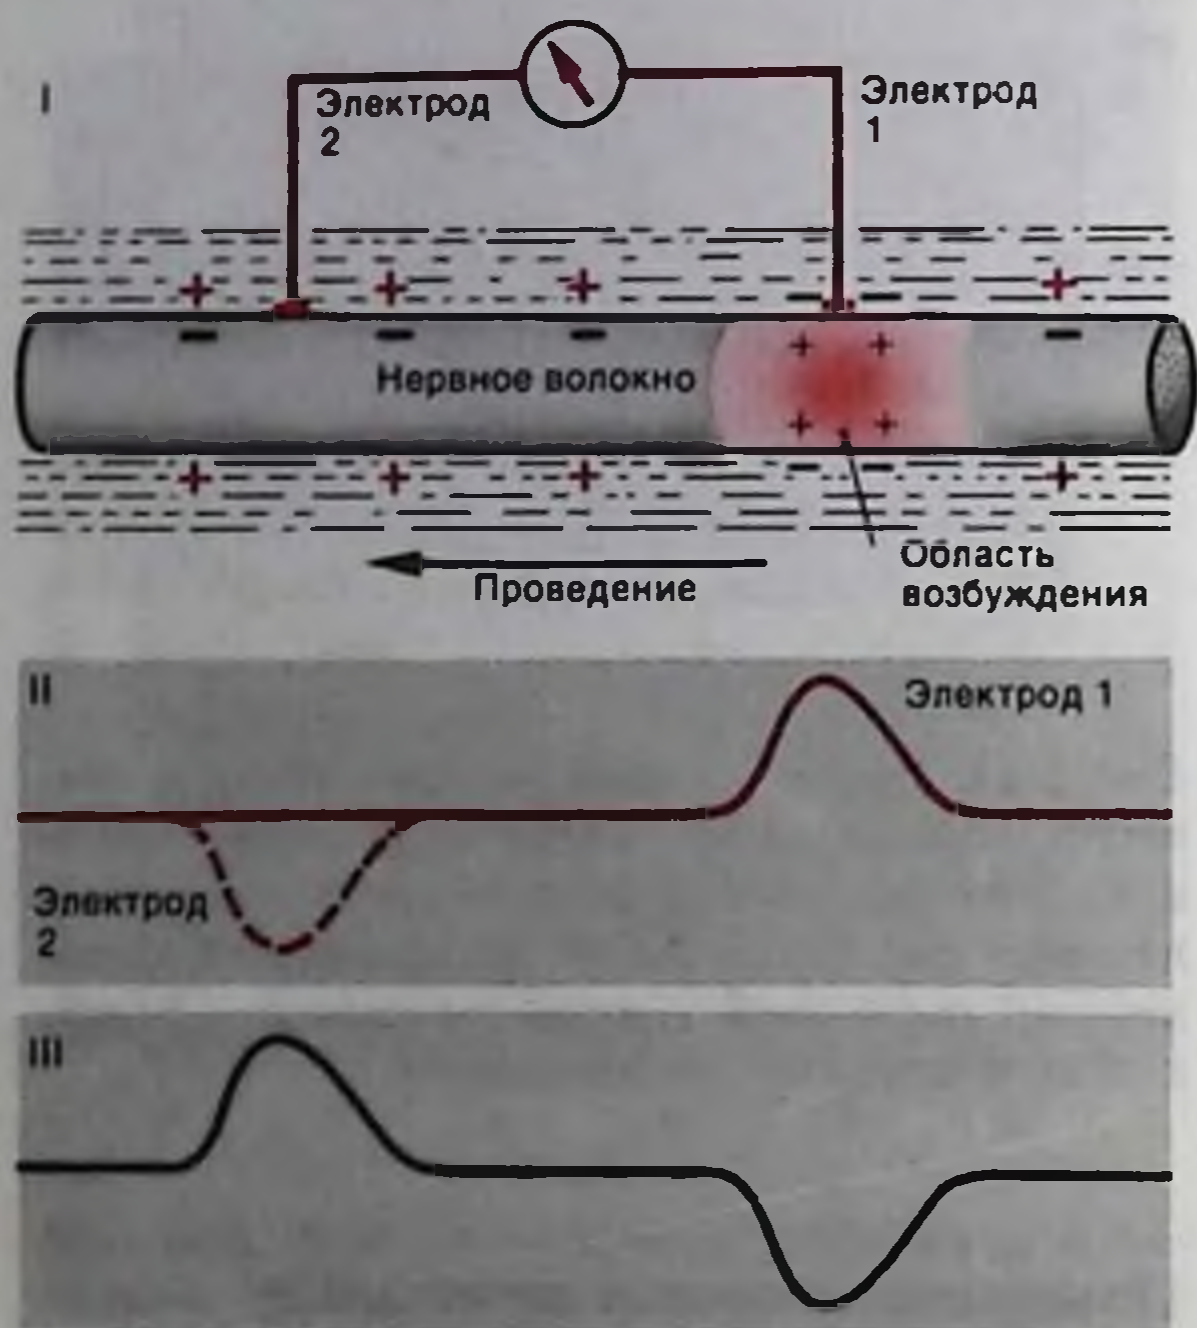 I
Электрод
2
Электрод
1
Нервное волокно
Проведение
Область
возбуждения
II
Электрод 1
Электрод
2
III